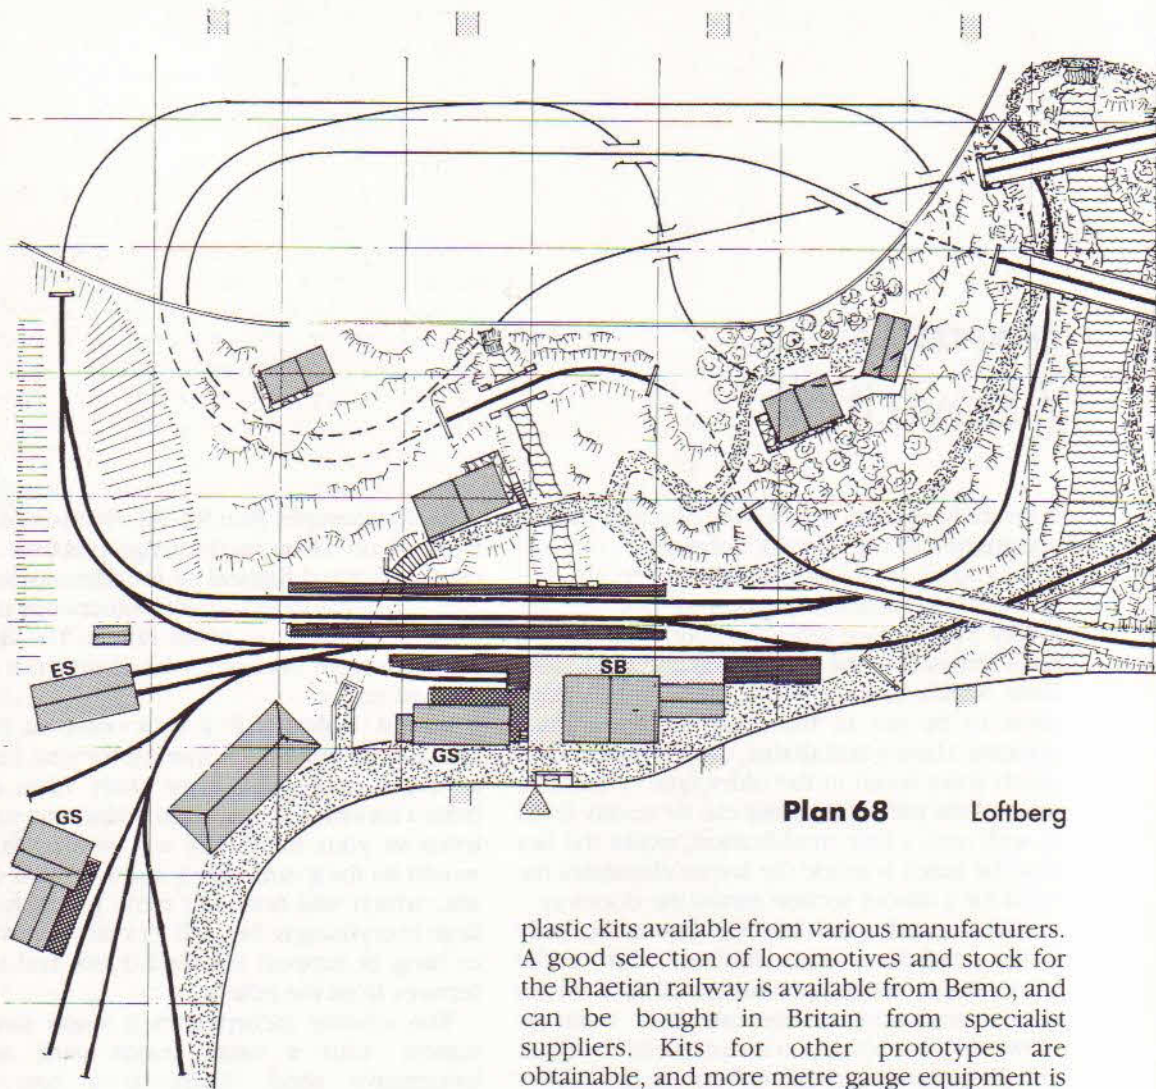 ES
SB
GS
GS
Plan 68 Loftberg
plastic kits available from various manufacturers.
A good selection of locomotives and stock for
the Rhaetian railway is available from Bemo, and
can be bought in Britain from specialist
suppliers. Kits for other prototypes are
obtainable, and more metre gauge equipment is